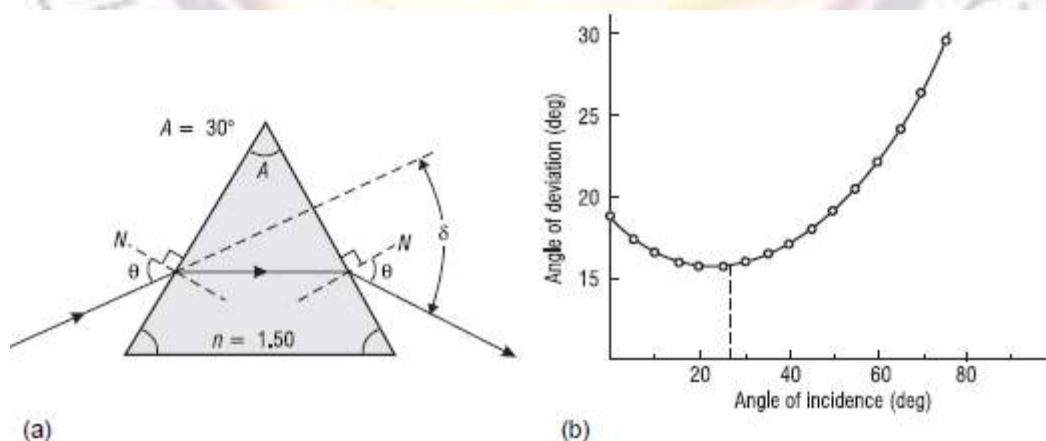 A = 30°
A
N
N
θ
θ
δ
n = 1.50
(a)
30
25
20
15
Angle of deviation (deg)
20 40 60 80
Angle of incidence (deg)
(b)